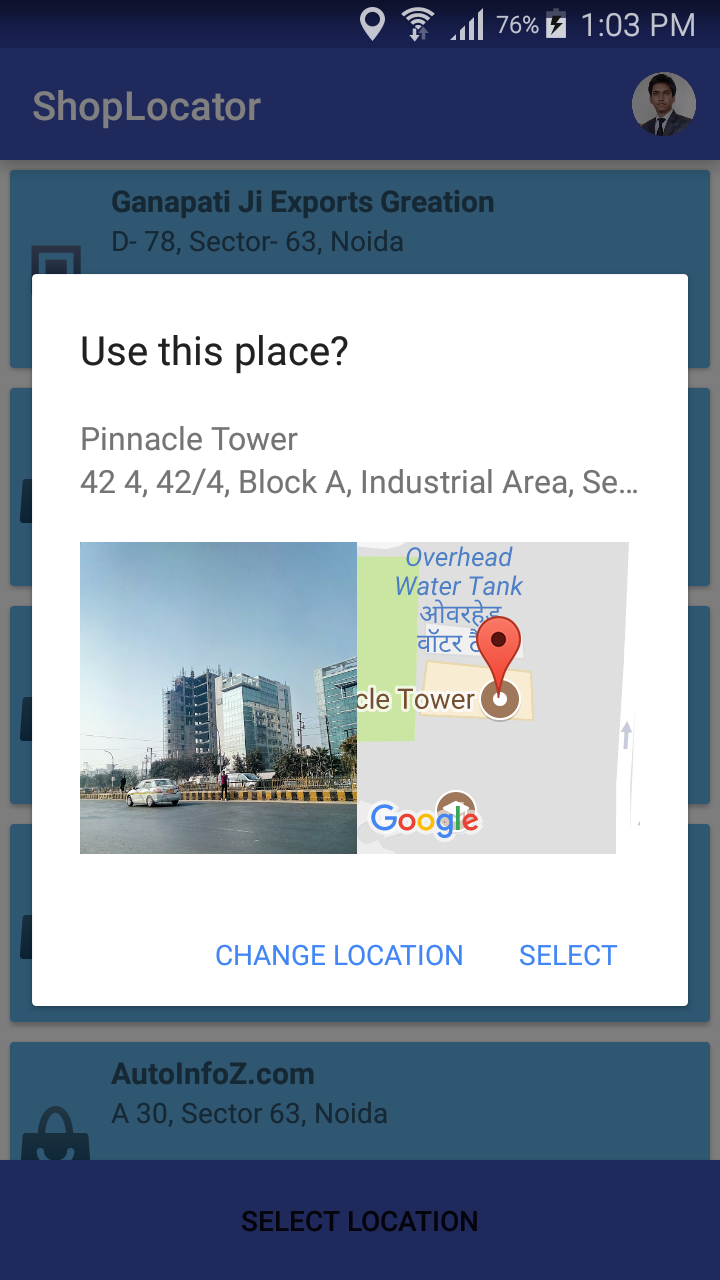 76% 1:03 PM
ShopLocator
Ganapati Ji Exports Greation
D- 78, Sector- 63, Noida
Use this place?
Pinnacle Tower
42 4, 42/4, Block A, Industrial Area, Se...
Overhead
Water Tank
ओवरहेड
वॉटर
cle Tower
Google
CHANGE LOCATION SELECT
AutoInfoZ.com
A 30, Sector 63, Noida
SELECT LOCATION